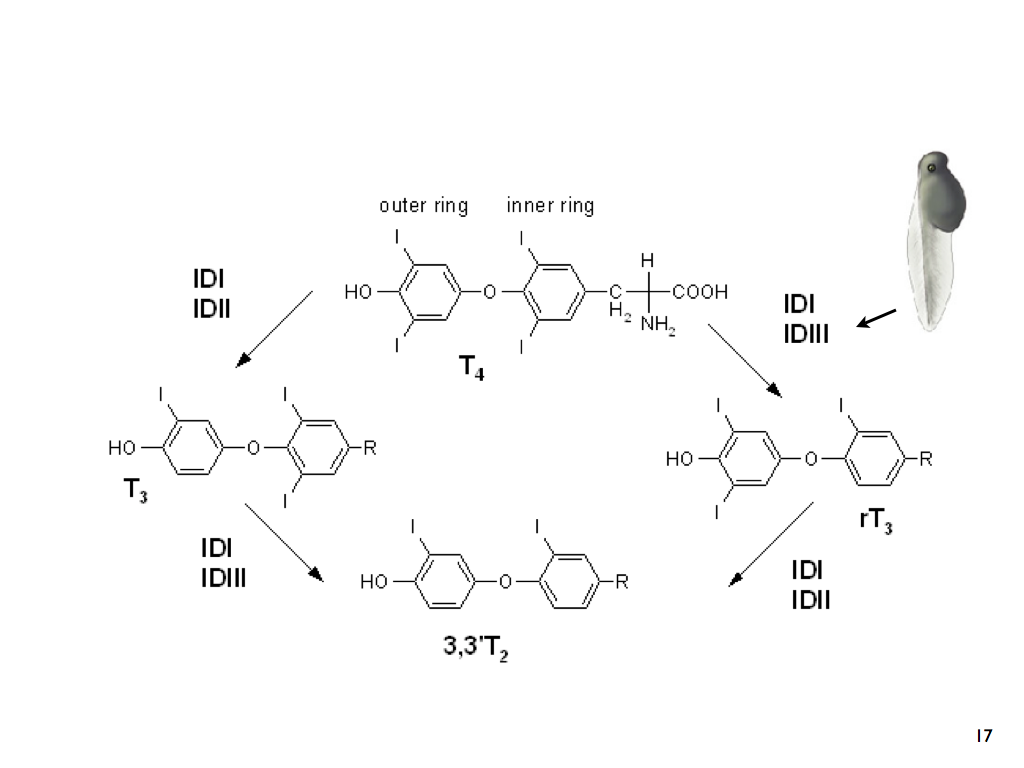 outer ring
inner ring
I
I
H
IDI
IDII
HO
O
C
H2
COOH
NH2
I
I
T4
IDI
IDIII
I
I
HO
O
R
I
T3
I
I
HO
O
R
I
rT3
IDI
IDIII
I
I
HO
O
R
3,3'T2
IDI
IDII
17